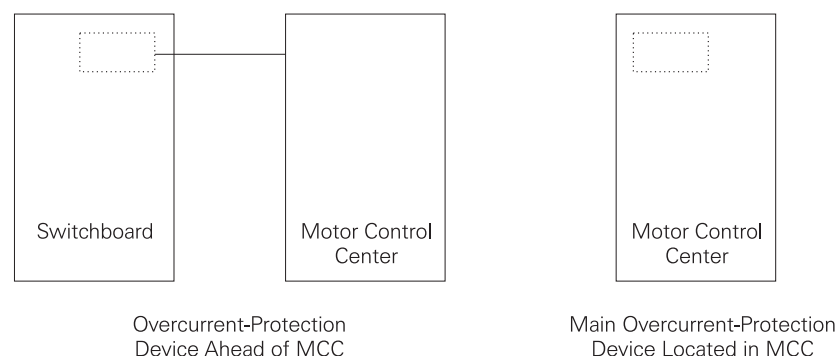 Switchboard
Motor Control
Center
Motor Control
Center
Overcurrent-Protection
Device Ahead of MCC
Main Overcurrent-Protection
Device Located in MCC